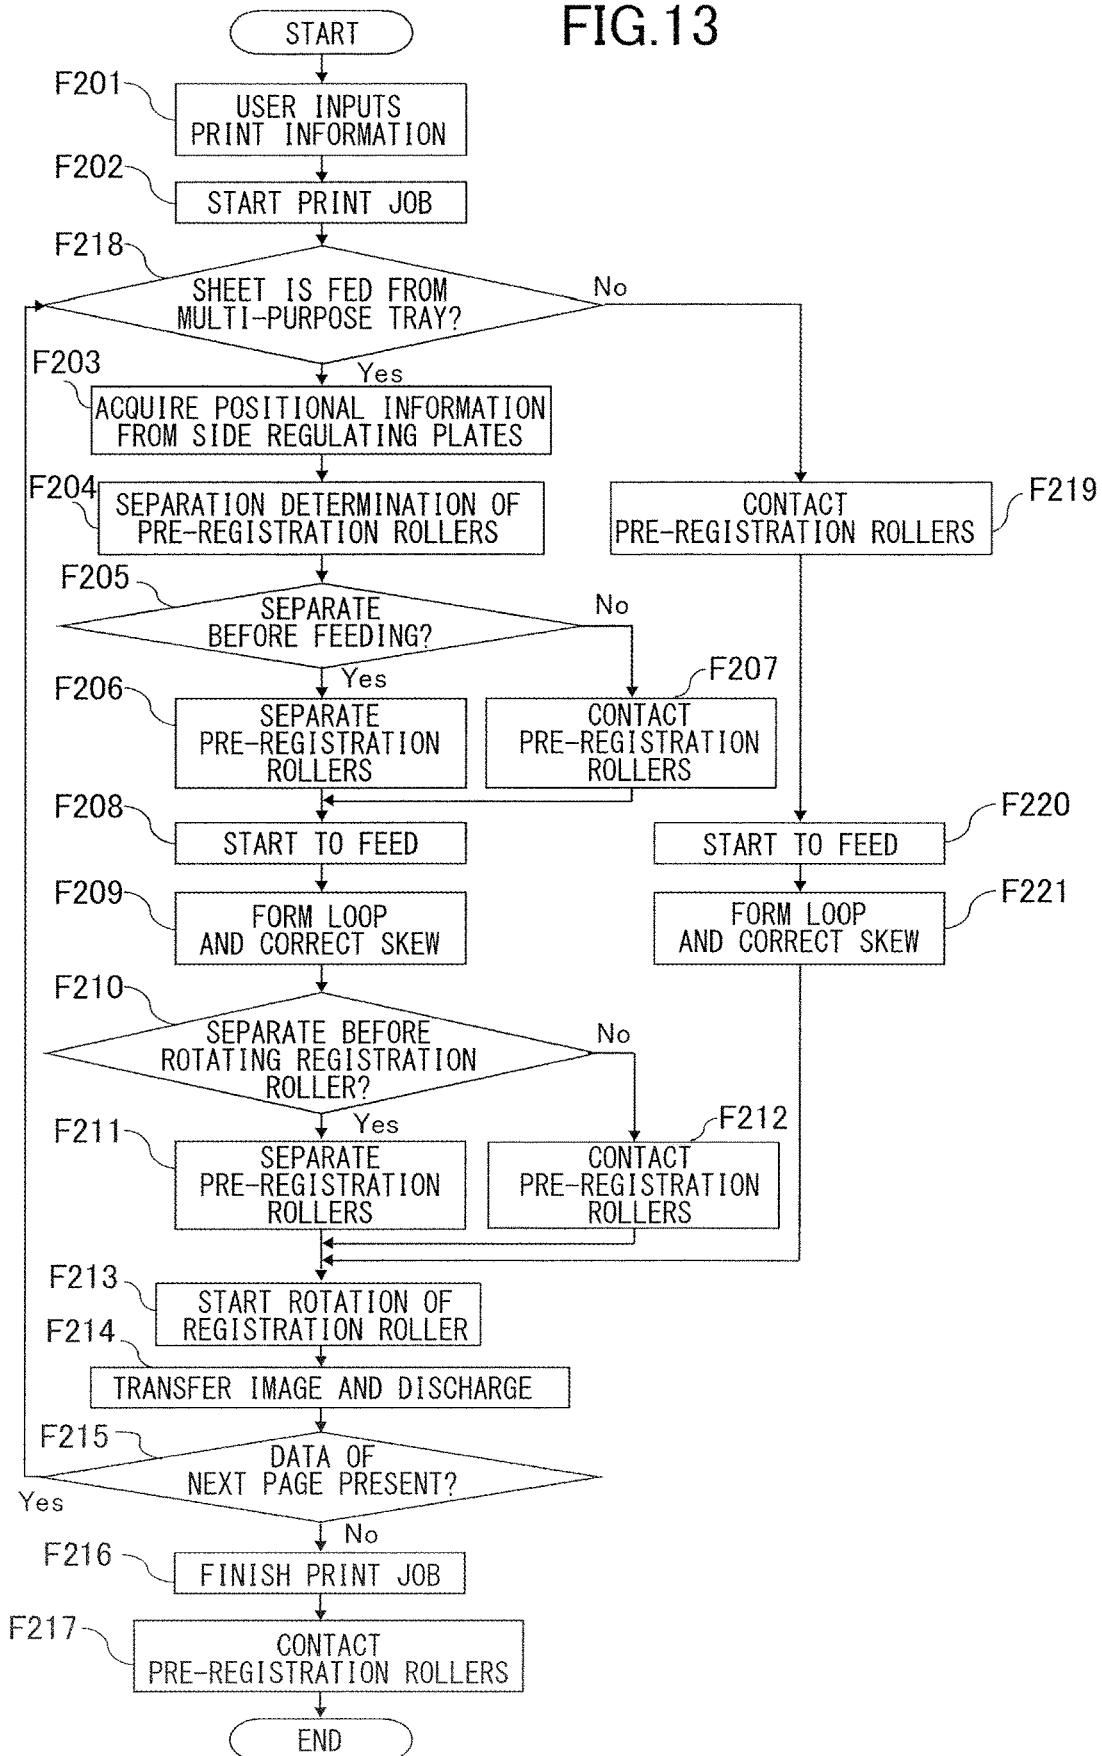 FIG.13
START
F201
USER INPUTS
PRINT INFORMATION
F202
START PRINT JOB
F218
SHEET IS FED FROM
MULTI-PURPOSE TRAY?
No
Yes
F203
ACQUIRE POSITIONAL INFORMATION
FROM SIDE REGULATING PLATES
F204
SEPARATION DETERMINATION OF
PRE-REGISTRATION ROLLERS
F219
CONTACT
PRE-REGISTRATION ROLLERS
F205
SEPARATE
BEFORE FEEDING?
No
Yes
F206
SEPARATE
PRE-REGISTRATION
ROLLERS
F207
CONTACT
PRE-REGISTRATION
ROLLERS
F208
START TO FEED
F220
START TO FEED
F209
FORM LOOP
AND CORRECT SKEW
F221
FORM LOOP
AND CORRECT SKEW
F210
SEPARATE BEFORE
ROTATING REGISTRATION
ROLLER?
No
Yes
F211
SEPARATE
PRE-REGISTRATION
ROLLERS
F212
CONTACT
PRE-REGISTRATION
ROLLERS
F213
START ROTATION OF
REGISTRATION ROLLER
F214
TRANSFER IMAGE AND DISCHARGE
F215
DATA OF
NEXT PAGE PRESENT?
Yes
No
F216
FINISH PRINT JOB
F217
CONTACT
PRE-REGISTRATION ROLLERS
END